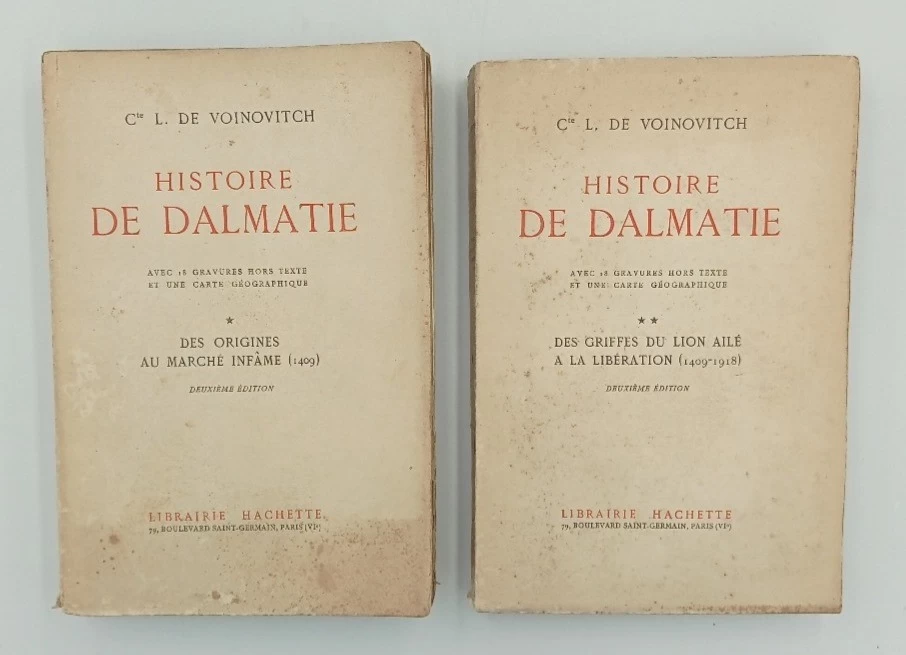 Cte L. DE VOINOVITCH
HISTOIRE
DE DALMATIE
AVEC 18 GRAVURES HORS TEXTE
ET UNE CARTE GÉOGRAPHIQUE
★
DES ORIGINES
AU MARCHÉ INFÂME (1409)
DEUXIÈME ÉDITION
LIBRAIRIE HACHETTE
79, BOULEVARD SAINT-GERMAIN, PARIS (VIe)
Cte L. DE VOINOVITCH
HISTOIRE
DE DALMATIE
AVEC 18 GRAVURES HORS TEXTE
ET UNE CARTE GÉOGRAPHIQUE
★★
DES GRIFFES DU LION AILÉ
A LA LIBÉRATION (1409-1918)
DEUXIÈME ÉDITION
LIBRAIRIE HACHETTE
79, BOULEVARD SAINT-GERMAIN, PARIS (VIe)